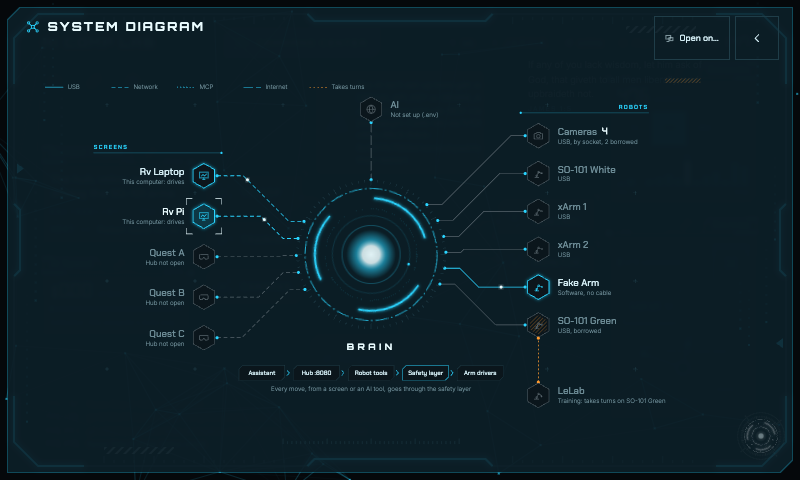 SYSTEM DIAGRAM
Open on...
USB
Network
MCP
Internet
Takes turns
AI
Not set up (.env)
SCREENS
Rv Laptop
This computer: drives
Rv Pi
This computer: drives
Quest A
Hub not open
Quest B
Hub not open
Quest C
Hub not open
ROBOTS
Cameras 4
USB, by socket, 2 borrowed
SO-101 White
USB
xArm 1
USB
xArm 2
USB
Fake Arm
Software, no cable
SO-101 Green
USB, borrowed
LeLab
Training: takes turns on SO-101 Green
BRAIN
Assistant
Hub :8080
Robot tools
Safety layer
Arm drivers
Every move, from a screen or an AI tool, goes through the safety layer